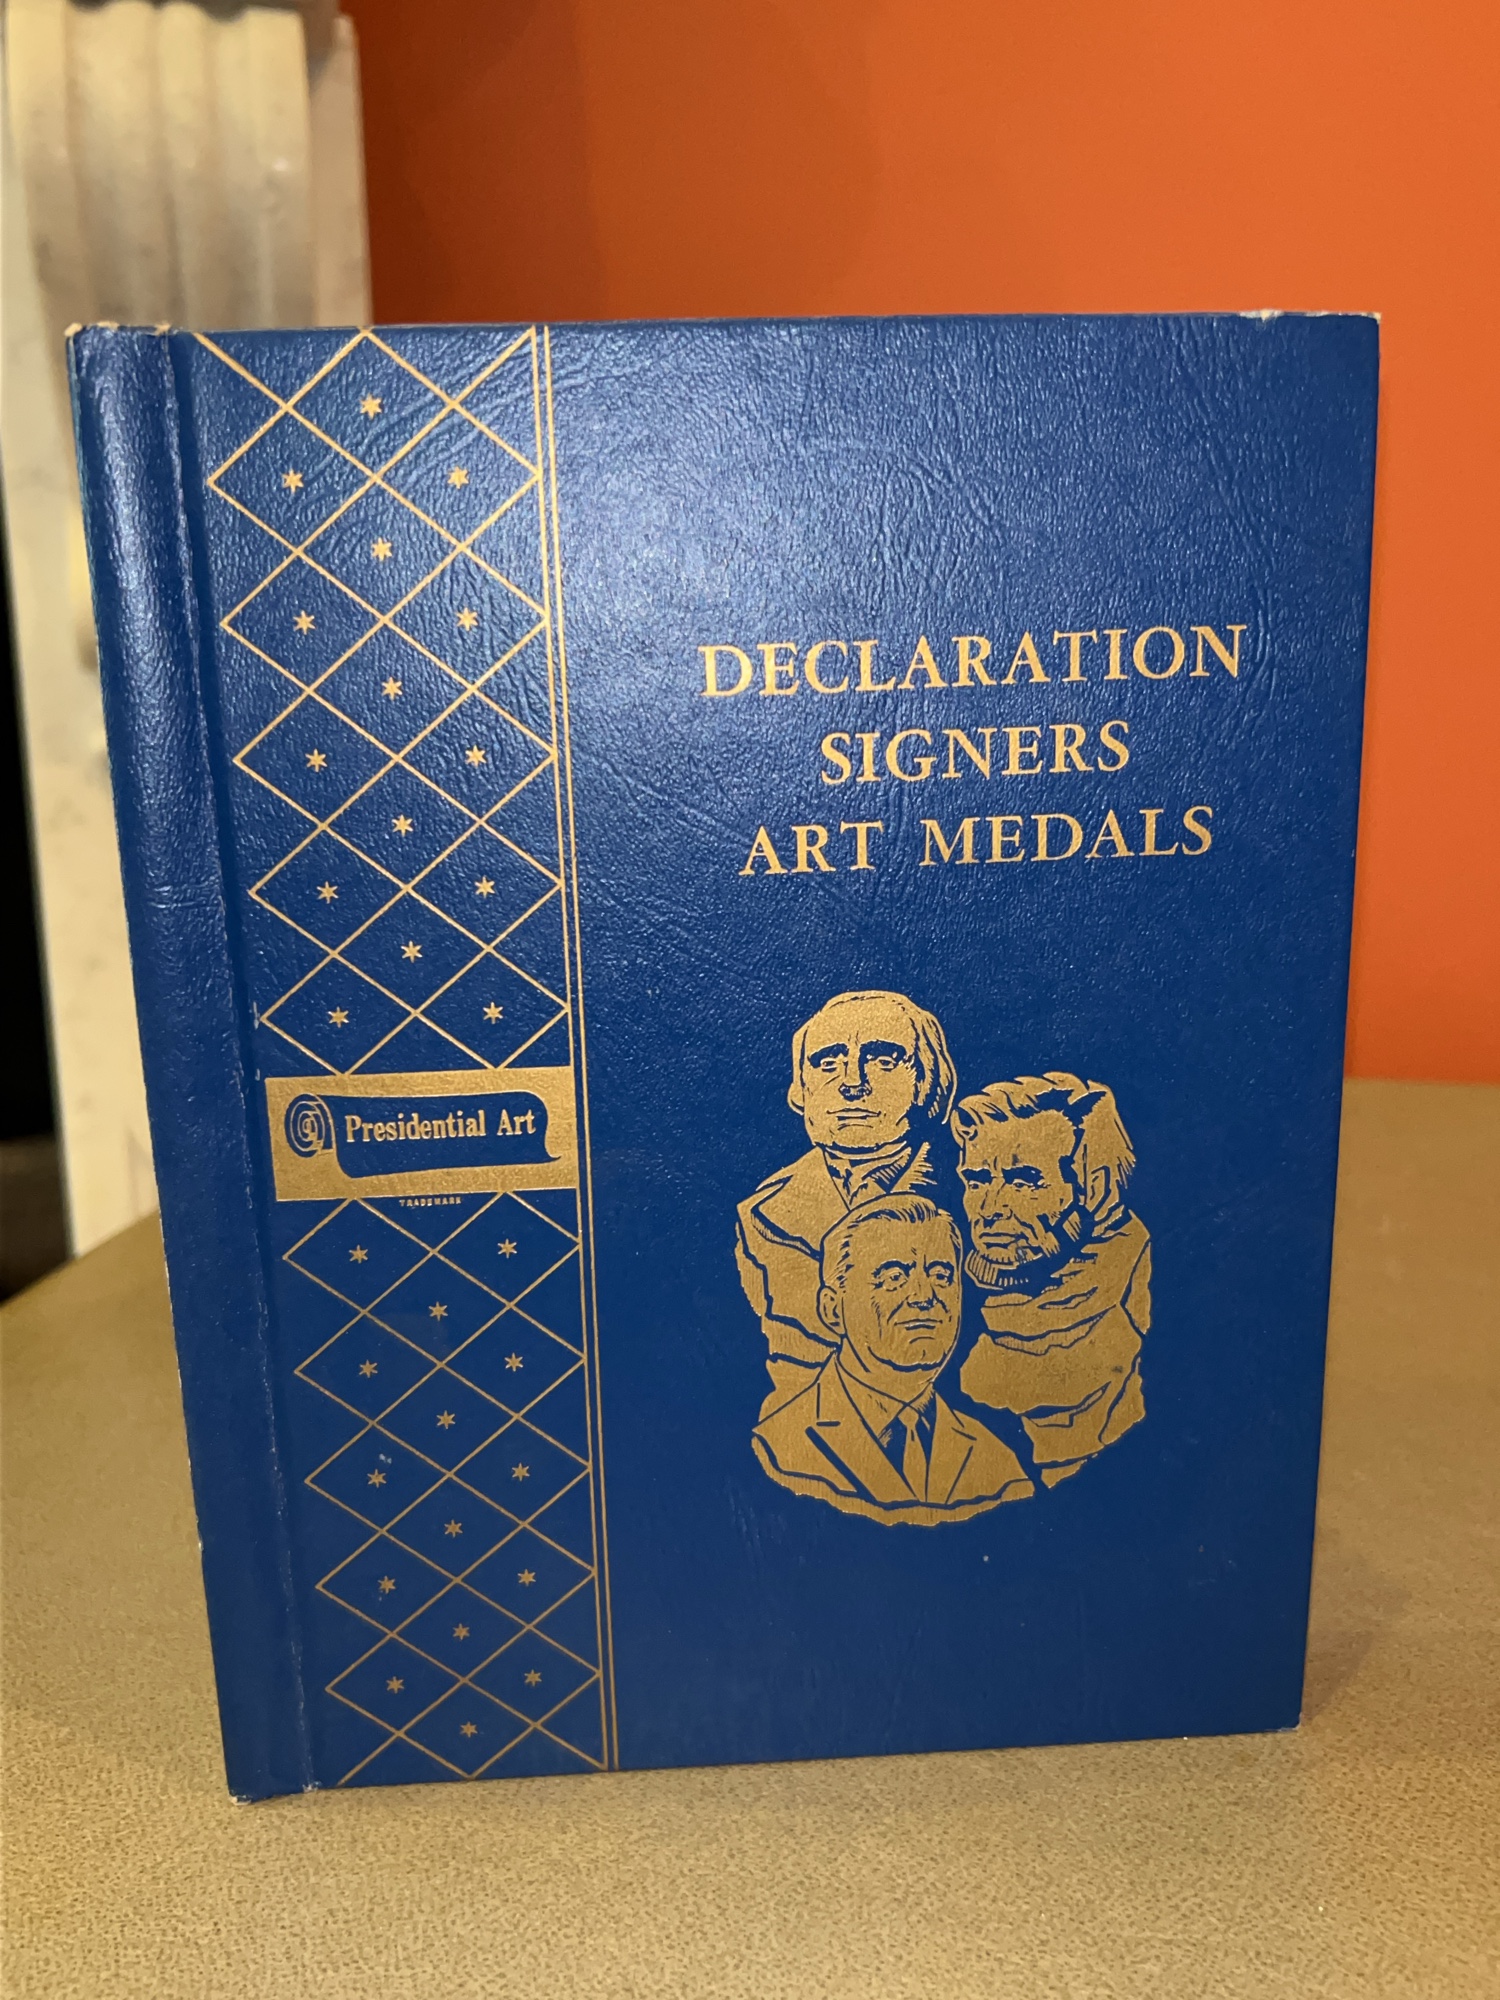 DECLARATION
SIGNERS
ART MEDALS
Presidential Art
TRADEMARK